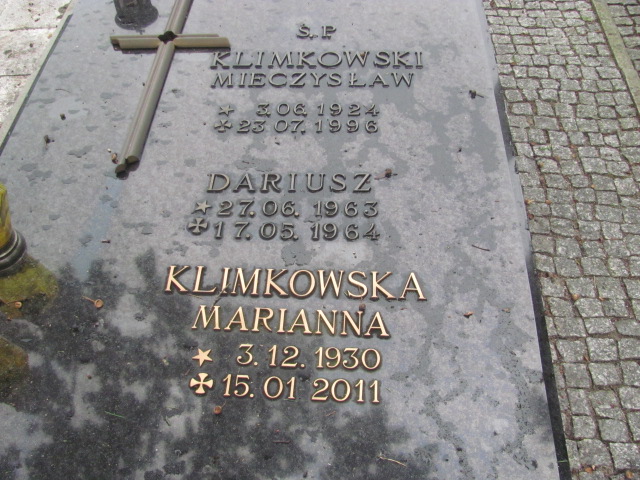 Ś.P.
KLIMKOWSKI
MIECZYSŁAW
3.06.1924
23.07.1996
DARIUSZ
27.06.1963
17.05.1964
KLIMKOWSKA
MARIANNA
3.12.1930
15.01 2011